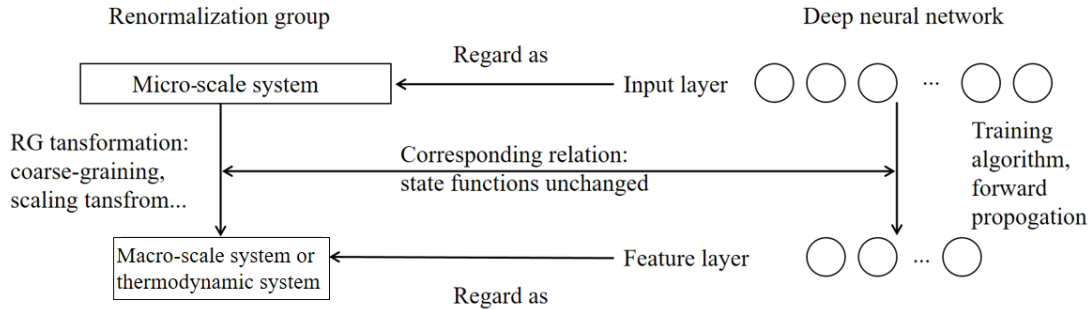 Renormalization group
Deep neural network
Regard as
Micro-scale system
Input layer
...
RG tansformation:
coarse-graining,
scaling tansfrom...
Corresponding relation:
state functions unchanged
Training
algorithm,
forward
propogation
Macro-scale system or
thermodynamic system
Feature layer
...
Regard as